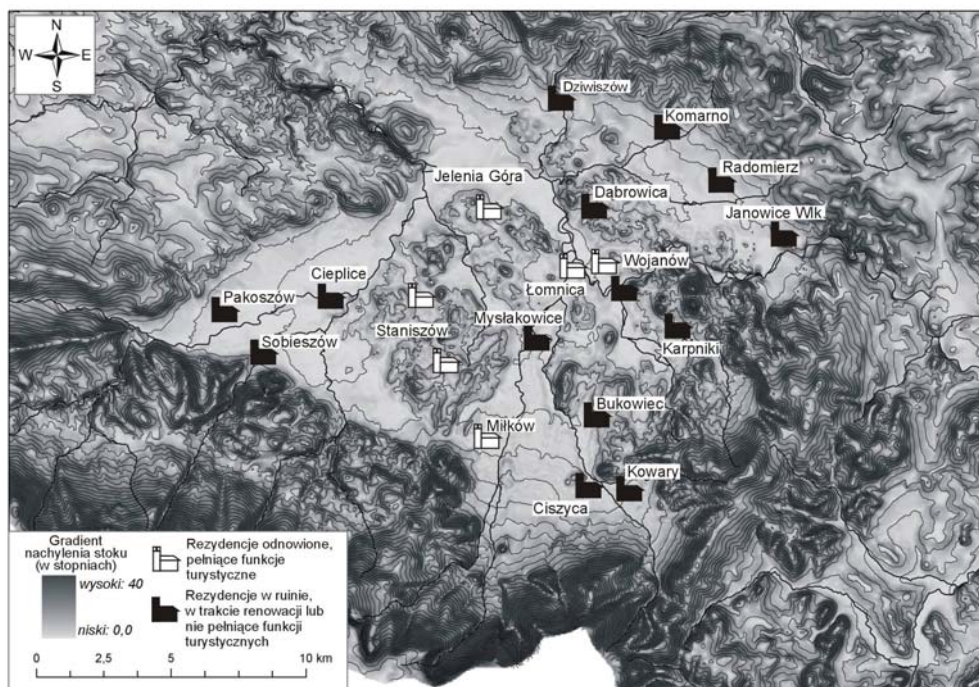 N
W E
S
Dziwiszów
Komarno
Radomierz
Jelenia Góra
Dąbrowica
Janowice Wlk.
Wojanów
Cieplice
Łomnica
Pakoszów
Staniszów
Mysłakowice
Karpniki
Sobieszów
Bukowiec
Miłków
Kowary
Ciszyca
Gradient
nachylenia stoku
(w stopniach)
wysoki: 40
niski: 0,0
Rezydencje odnowione,
pełniące funkcje
turystyczne
Rezydencje w ruinie,
w trakcie renowacji lub
nie pełniące funkcji
turystycznych
0 2,5 5 10 km